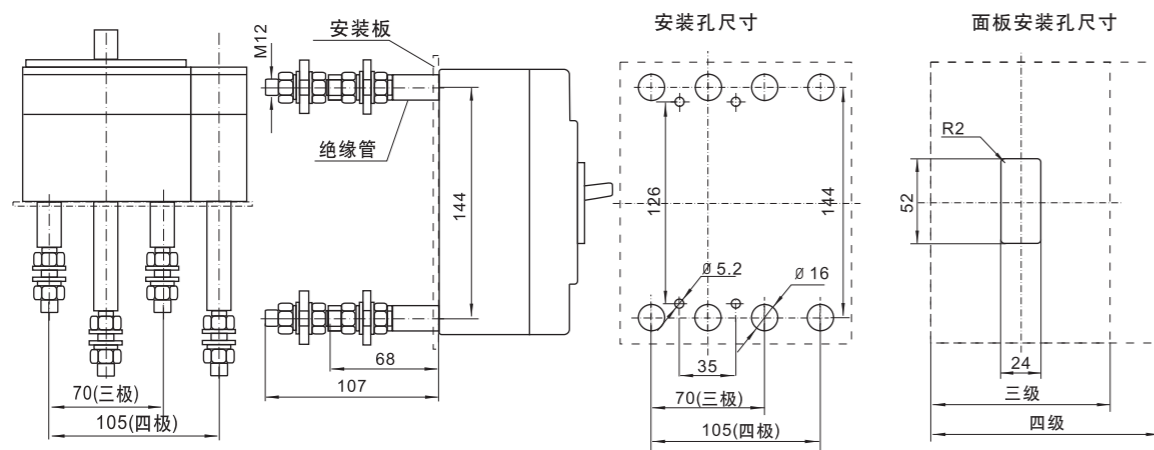 M12
安装板
绝缘管
144
68
107
70(三极)
105(四极)
安装孔尺寸
126
144
Ø 5.2
Ø 16
35
70(三极)
105(四极)
面板安装孔尺寸
R2
52
24
三级
四级